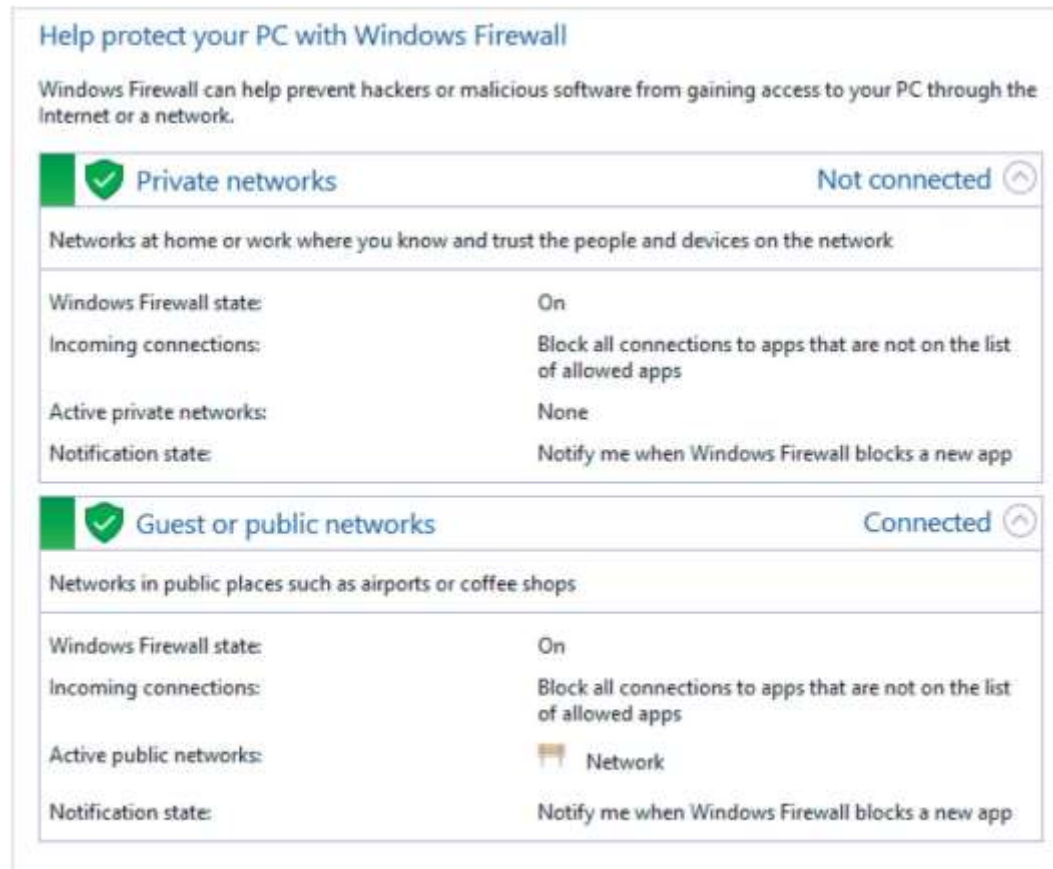 Help protect your PC with Windows Firewall
Windows Firewall can help prevent hackers or malicious software from gaining access to your PC through the
Internet or a network.
Private networks Not connected
Networks at home or work where you know and trust the people and devices on the network
Windows Firewall state: On
Incoming connections: Block all connections to apps that are not on the list
of allowed apps
Active private networks: None
Notification state: Notify me when Windows Firewall blocks a new app
Guest or public networks Connected
Networks in public places such as airports or coffee shops
Windows Firewall state: On
Incoming connections: Block all connections to apps that are not on the list
of allowed apps
Active public networks: Network
Notification state: Notify me when Windows Firewall blocks a new app